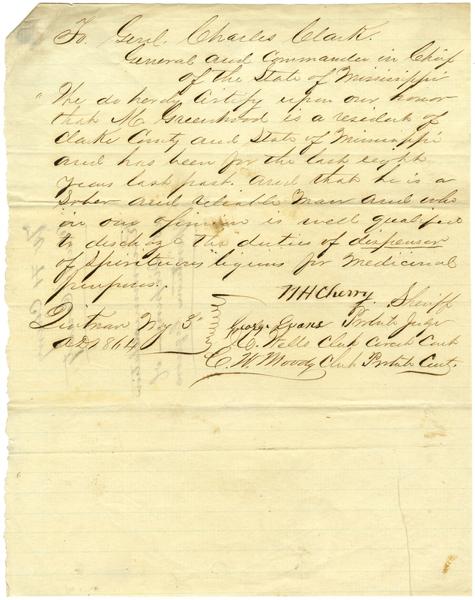 To Genl. Charles Clark.
General and Commander in Chief
of the State of Mississippi
We do hereby Certify upon our honor
that M. Greenhood is a resident of
Clarke County and State of Mississippi
and has been for the last eight
years last past. and that he is a
sober and reliable man and who
in our opinion is well qualified
to discharge the duties of dispenser
of Spirituous liquors for Medicinal
purposes.
W H Cherry Sheriff
Quitman 3d George Evans Probate Judge
AD 1864 C. Wells Clk Circuit Court
C. W. Moody Clerk Probate Court.